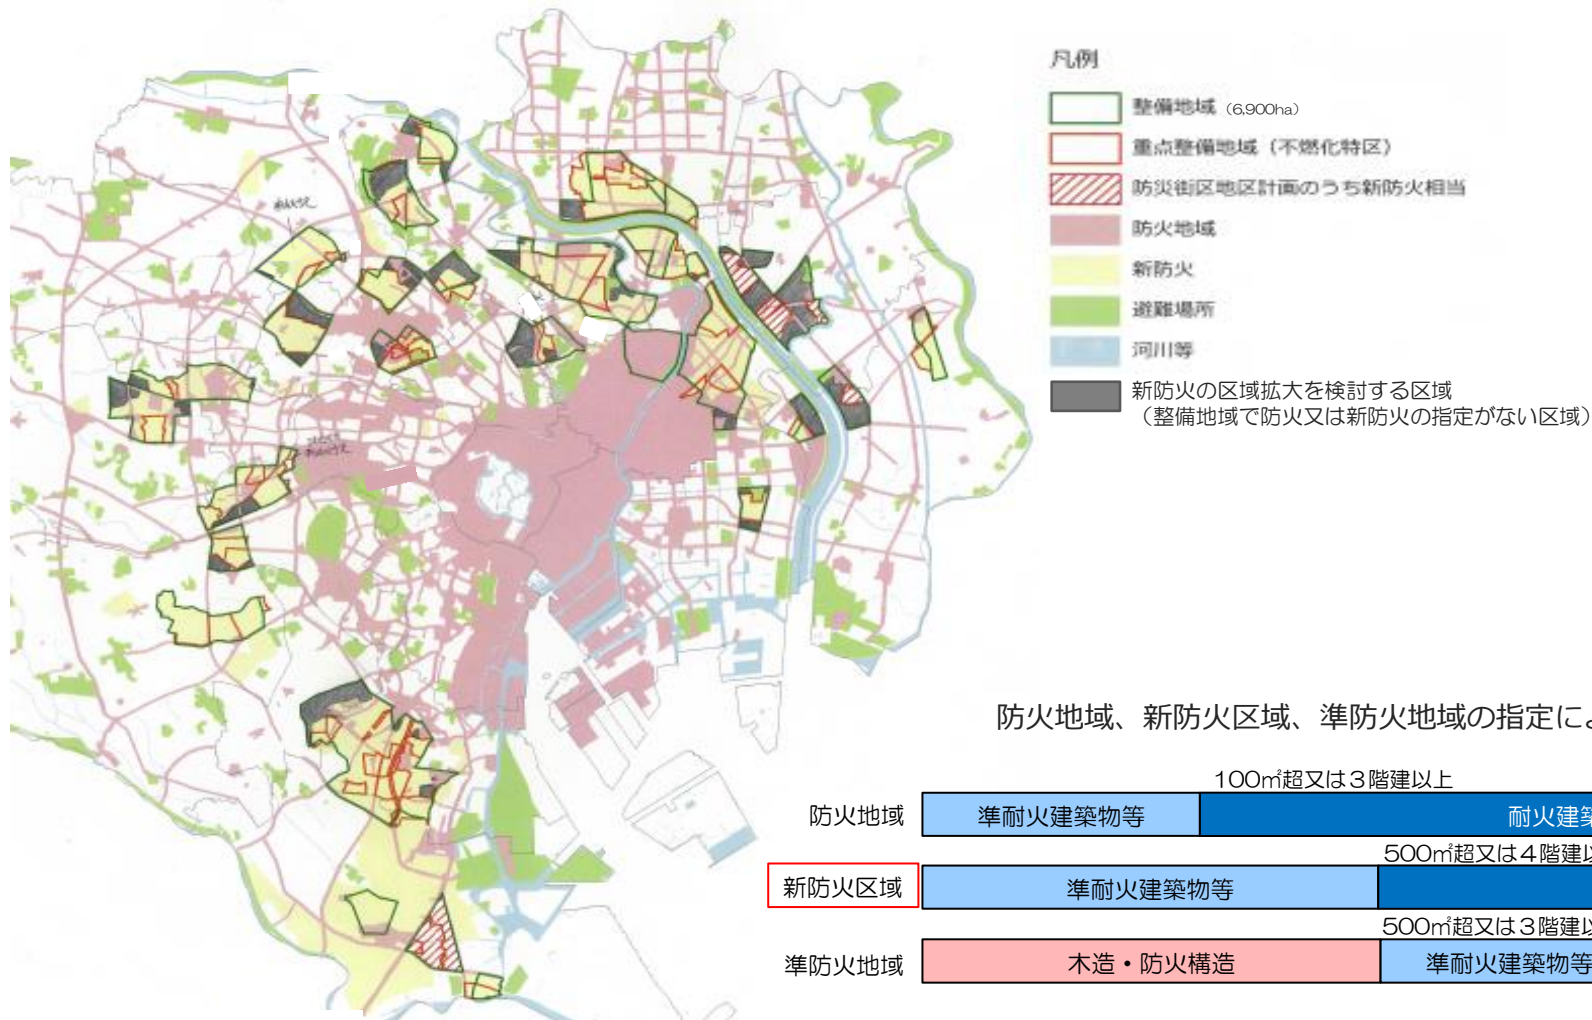 凡例
整備地域（6,900ha）
重点整備地域（不燃化特区）
防災街区地区計画のうち新防火相当
防火地域
新防火
避難場所
河川等
新防火の区域拡大を検討する区域
（整備地域で防火又は新防火の指定がない区域）
防火地域、新防火区域、準防火地域の指定に
100㎡超又は３階建以上
防火地域
準耐火建築物等
耐火建築
500㎡超又は４階建以
新防火区域
準耐火建築物等
500㎡超又は３階建以
準防火地域
木造・防火構造
準耐火建築物等